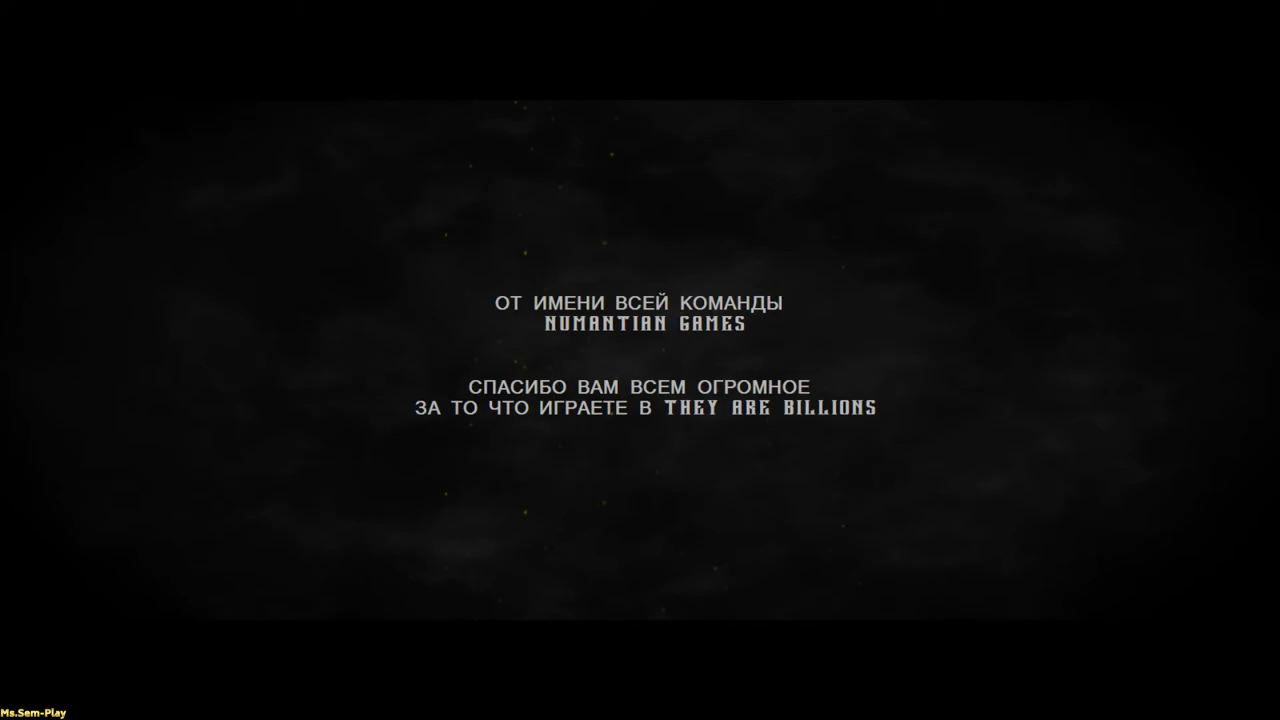 ОТ ИМЕНИ ВСЕЙ КОМАНДЫ
NUMANTIAN GAMES
СПАСИБО ВАМ ВСЕМ ОГРОМНОЕ
ЗА ТО ЧТО ИГРАЕТЕ В THEY ARE BILLIONS
Ms.Sem-Play